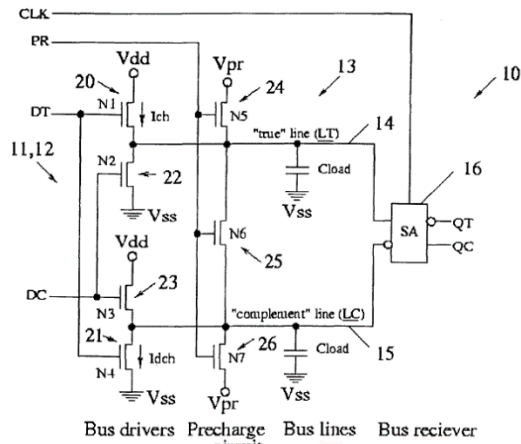 CLK
PR
Vdd
Vpr
20
24
13
10
DT
N1
Ich
N5
"true" line (LT)
14
11,12
N2
22
Cload
16
Vss
Vss
N6
SA
QT
QC
Vdd
25
23
DC
N3
"complement" line (LC)
21
26
15
N4
Idch
N7
Cload
Vss
Vpr
Vss
Bus drivers Precharge Bus lines Bus reciever
circuit